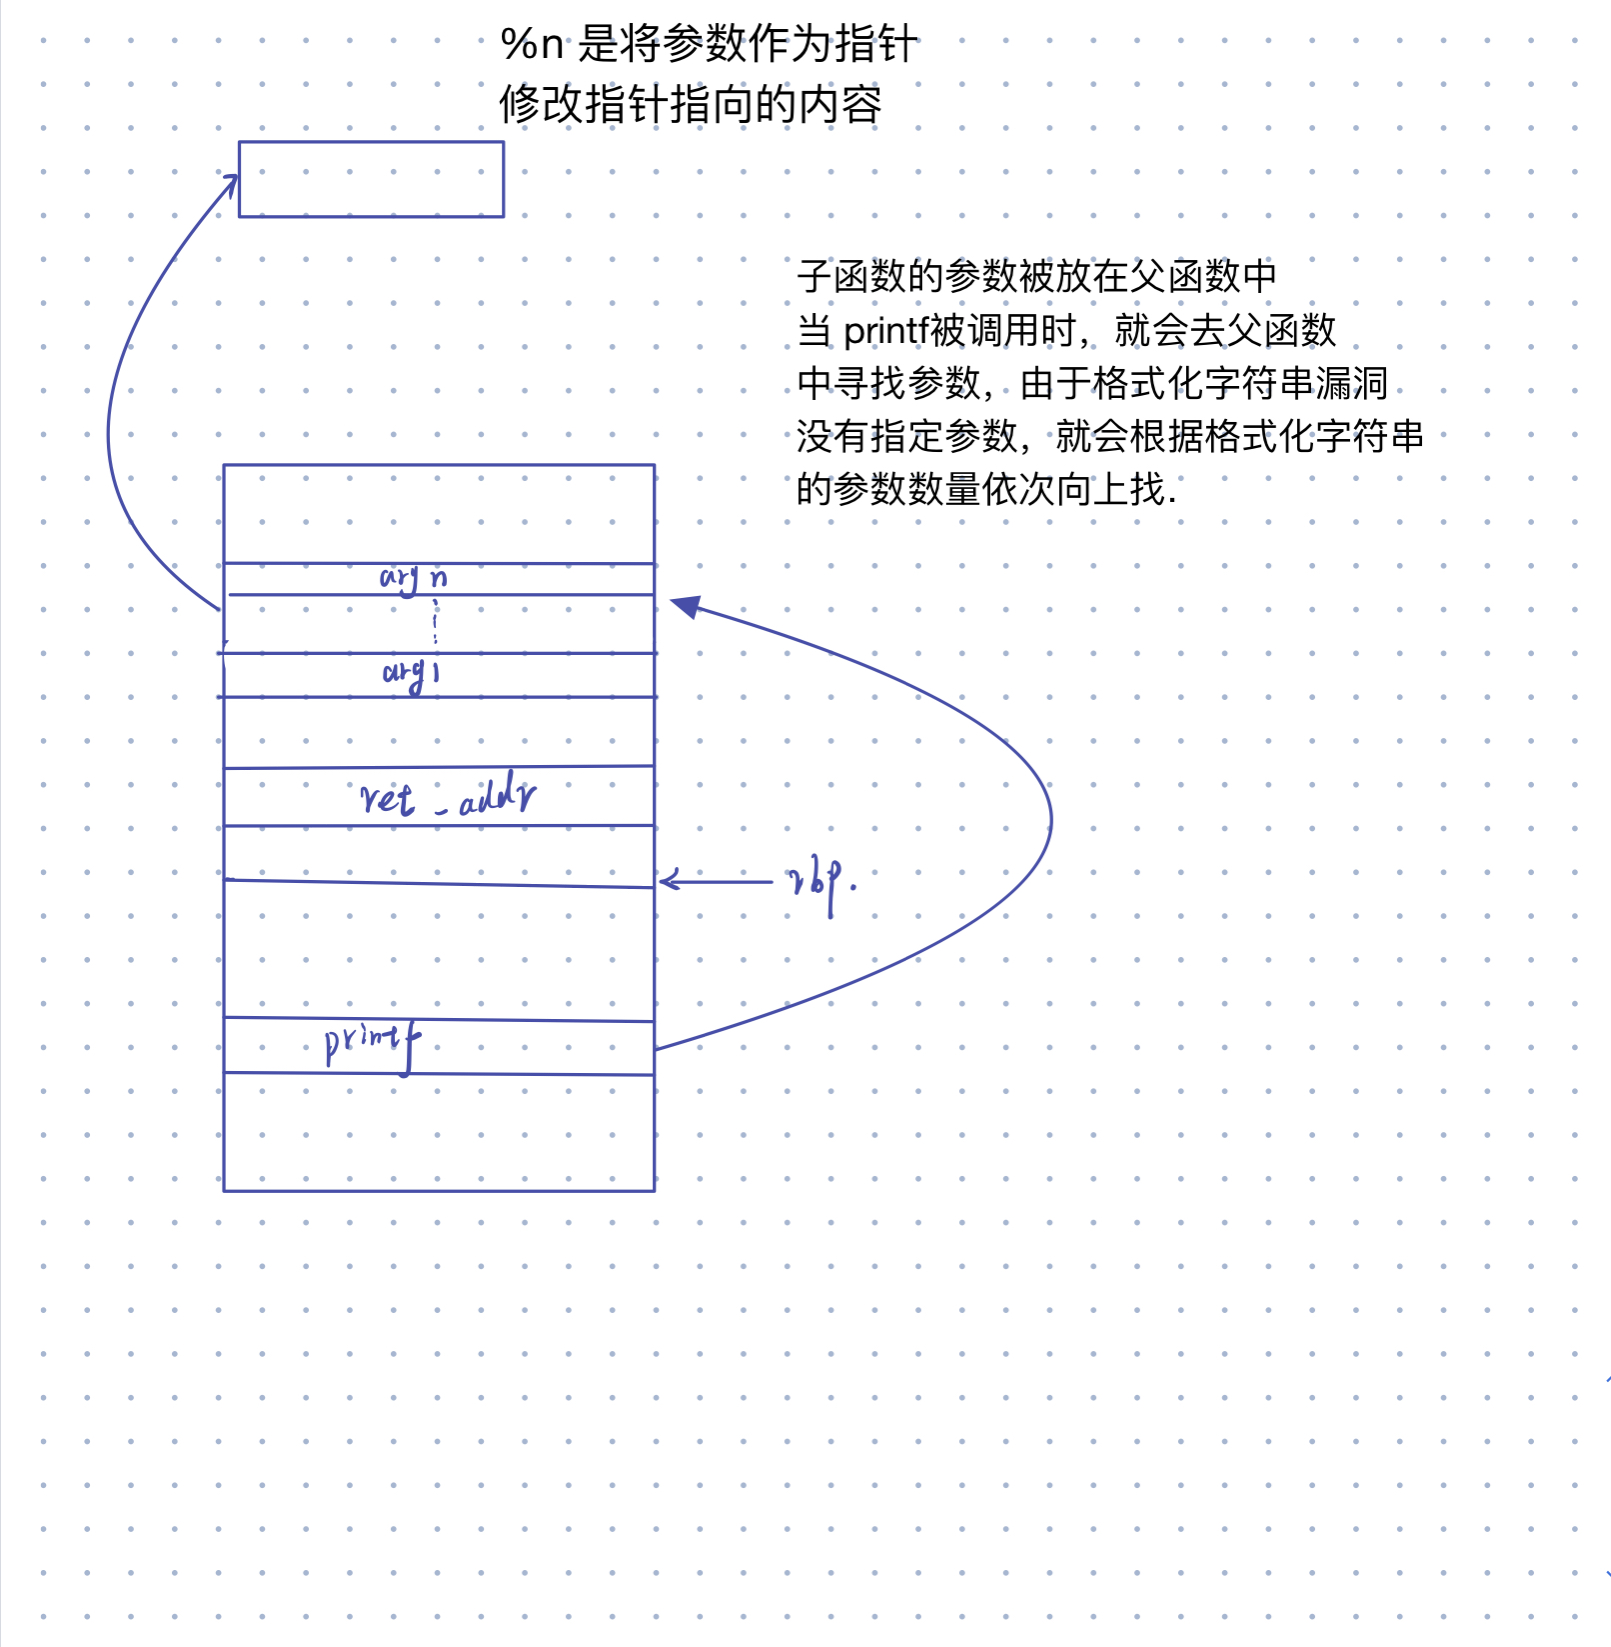 %n 是将参数作为指针
修改指针指向的内容
子函数的参数被放在父函数中
当 printf被调用时，就会去父函数
中寻找参数，由于格式化字符串漏洞
没有指定参数，就会根据格式化字符串
的参数数量依次向上找.
arg n
arg 1
ret_addr
rbp.
printf